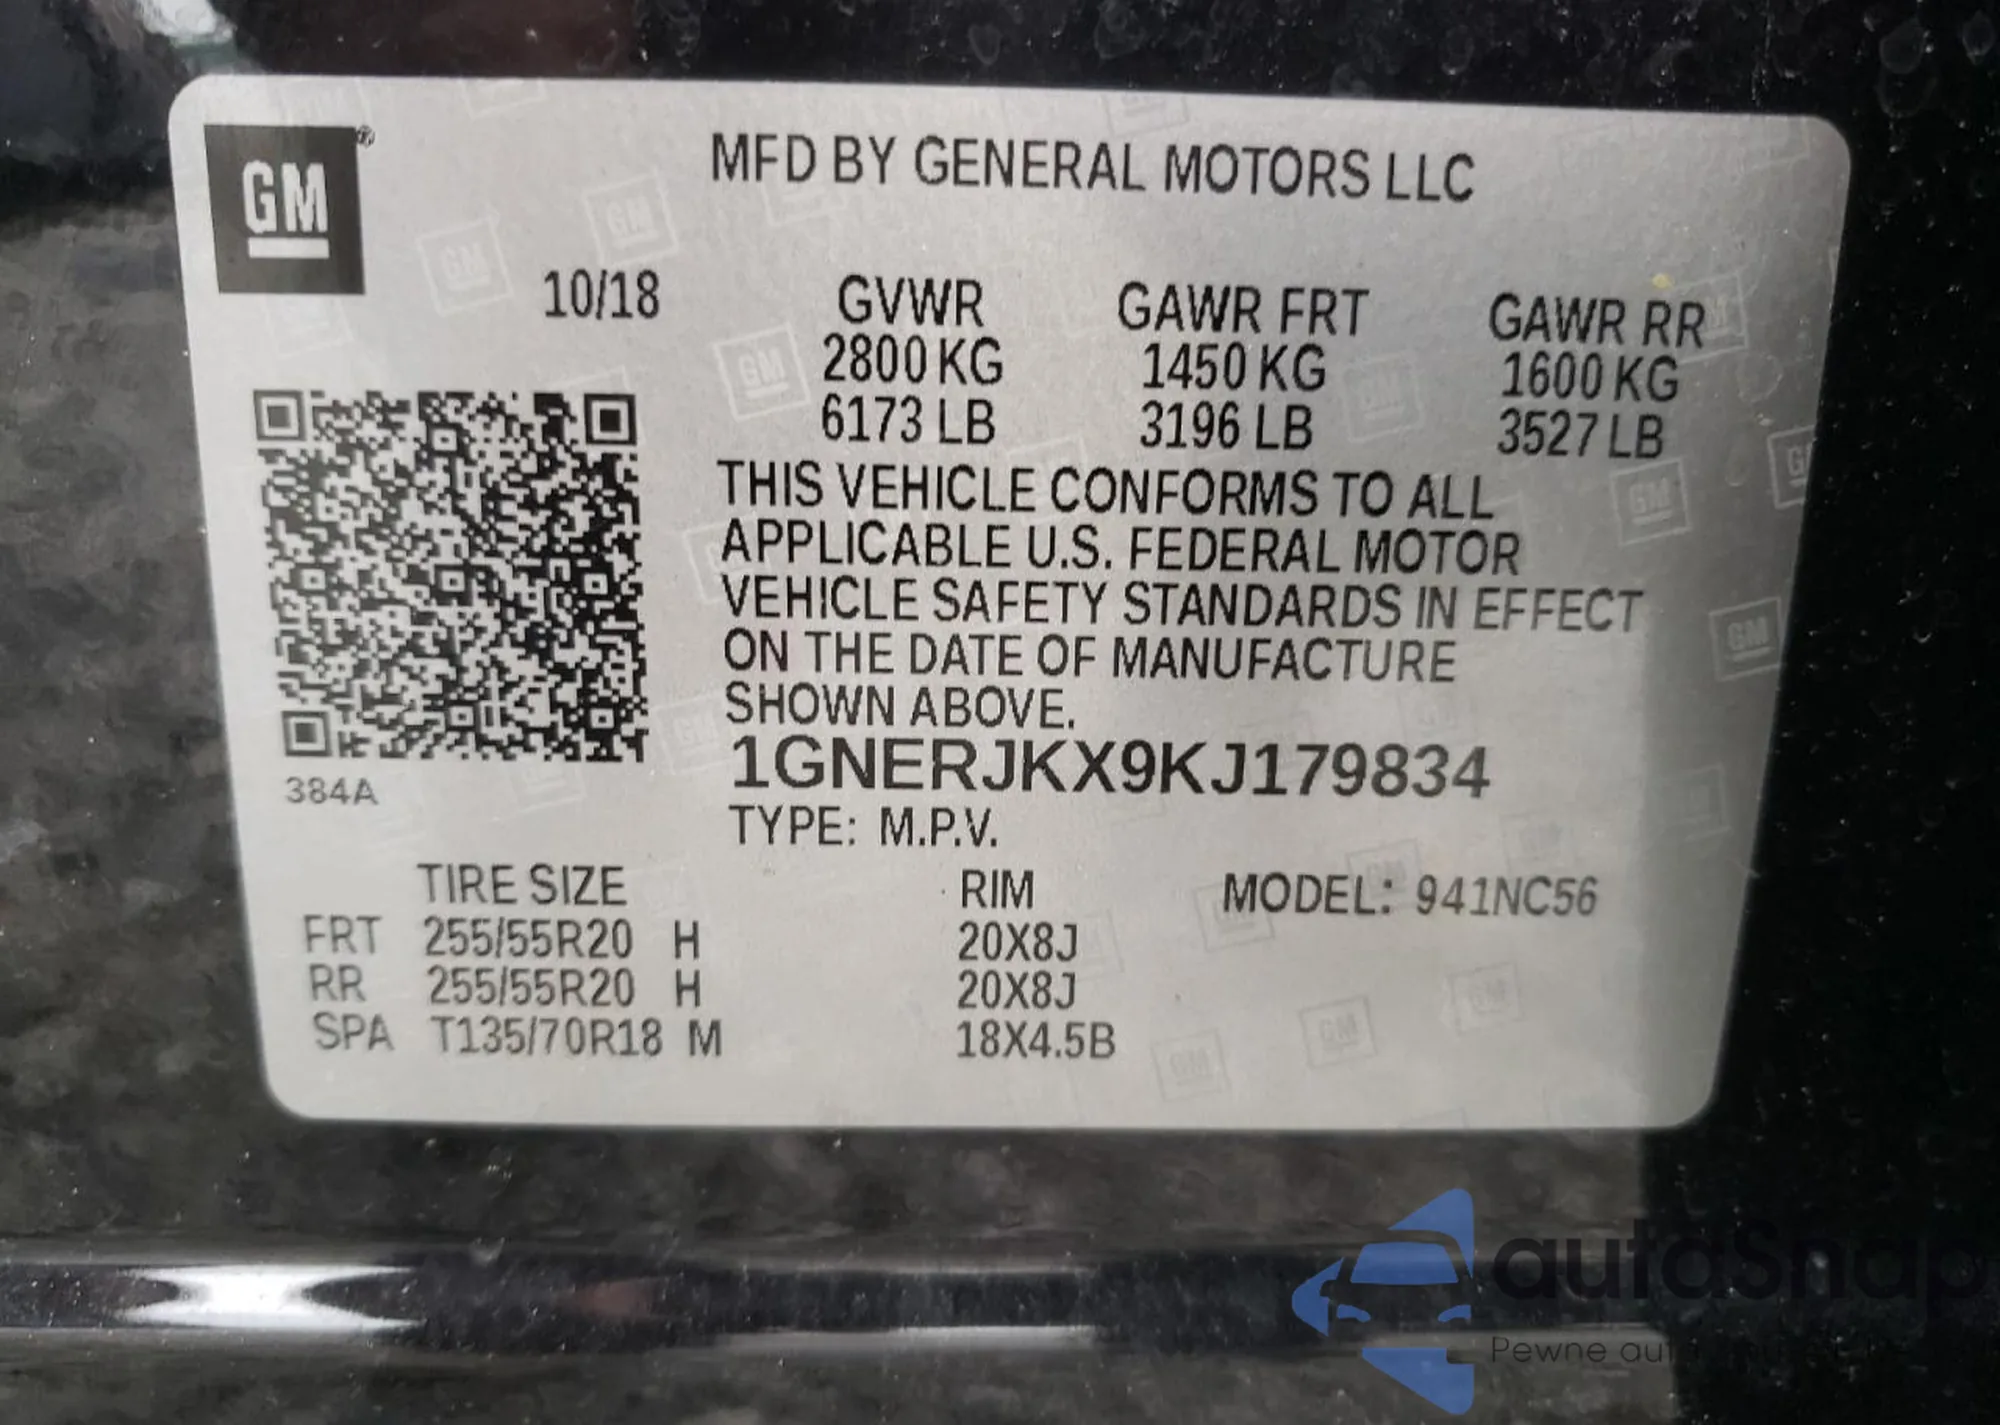 GM®
MFD BY GENERAL MOTORS LLC
10/18 GVWR GAWR FRT GAWR RR
2800 KG 1450 KG 1600 KG
6173 LB 3196 LB 3527 LB
THIS VEHICLE CONFORMS TO ALL
APPLICABLE U.S. FEDERAL MOTOR
VEHICLE SAFETY STANDARDS IN EFFECT
ON THE DATE OF MANUFACTURE
SHOWN ABOVE.
1GNERJKX9KJ179834
384A
TYPE: M.P.V.
TIRE SIZE RIM MODEL: 941NC56
FRT 255/55R20 H 20X8J
RR 255/55R20 H 20X8J
SPA T135/70R18 M 18X4.5B
autaSnap
Pewne